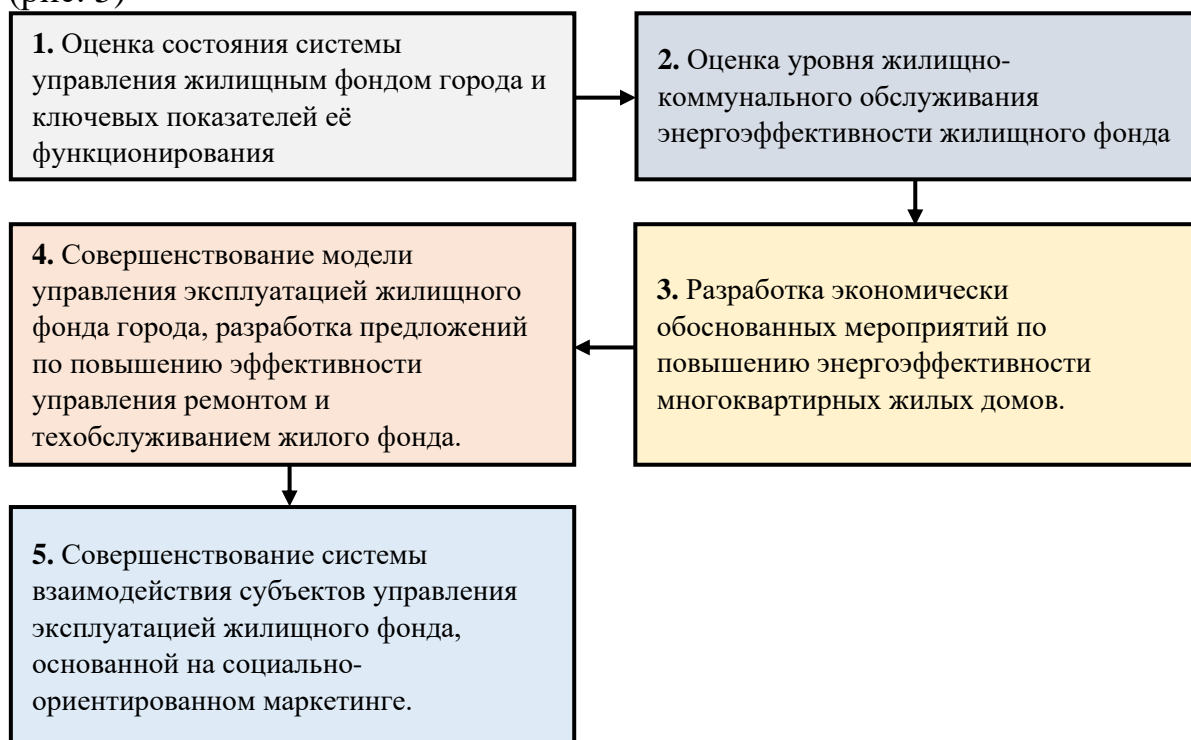 (рис. 3)
1. Оценка состояния системы
управления жилищным фондом города и
ключевых показателей её
функционирования
2. Оценка уровня жилищно-
коммунального обслуживания
энергоэффективности жилищного фонда
3. Разработка экономически
обоснованных мероприятий по
повышению энергоэффективности
многоквартирных жилых домов.
4. Совершенствование модели
управления эксплуатацией жилищного
фонда города, разработка предложений
по повышению эффективности
управления ремонтом и
техобслуживанием жилого фонда.
5. Совершенствование системы
взаимодействия субъектов управления
эксплуатацией жилищного фонда,
основанной на социально-
ориентированном маркетинге.